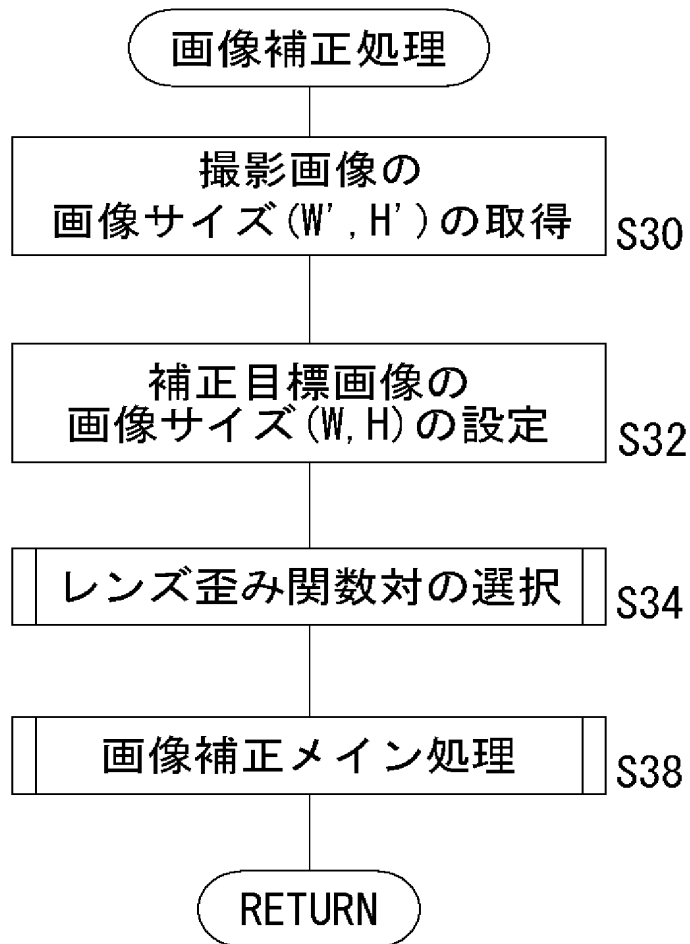 画像補正処理
撮影画像の
画像サイズ(W',H')の取得
S30
補正目標画像の
画像サイズ(W,H)の設定
S32
レンズ歪み関数対の選択
S34
画像補正メイン処理
S38
RETURN